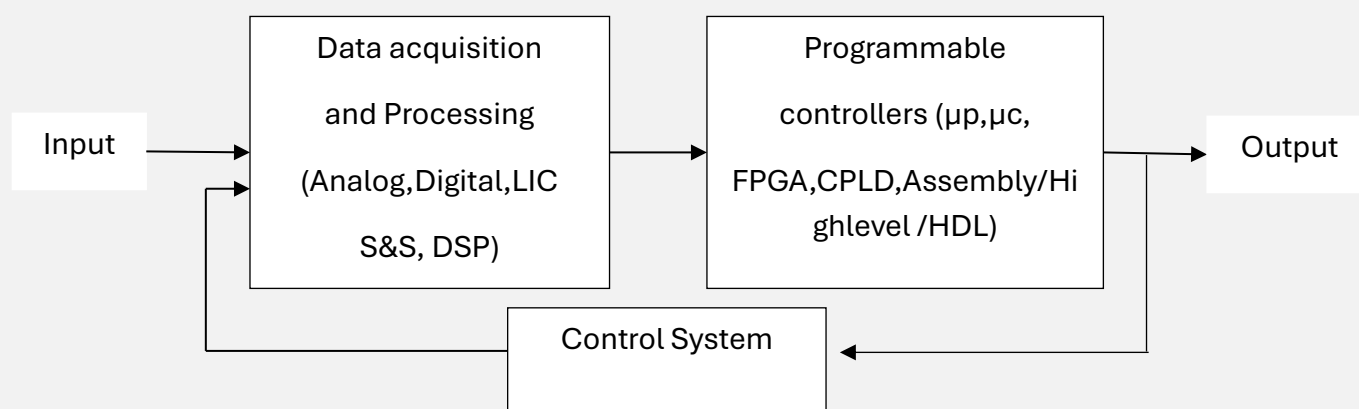 Input
Data acquisition
and Processing
(Analog,Digital,LIC
S&S, DSP)
Programmable
controllers (µp,µc,
FPGA,CPLD,Assembly/Hi
ghlevel /HDL)
Output
Control System